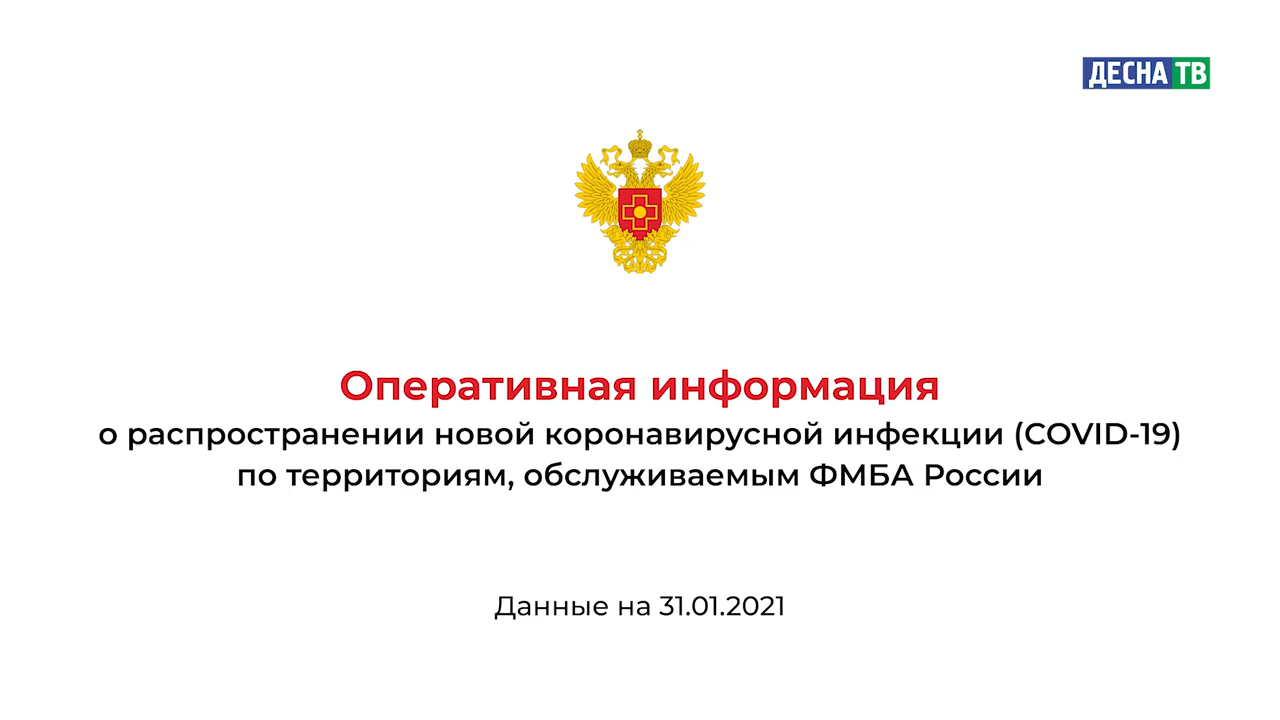 ДЕСНА ТВ
Оперативная информация
о распространении новой коронавирусной инфекции (COVID-19)
по территориям, обслуживаемым ФМБА России
Данные на 31.01.2021